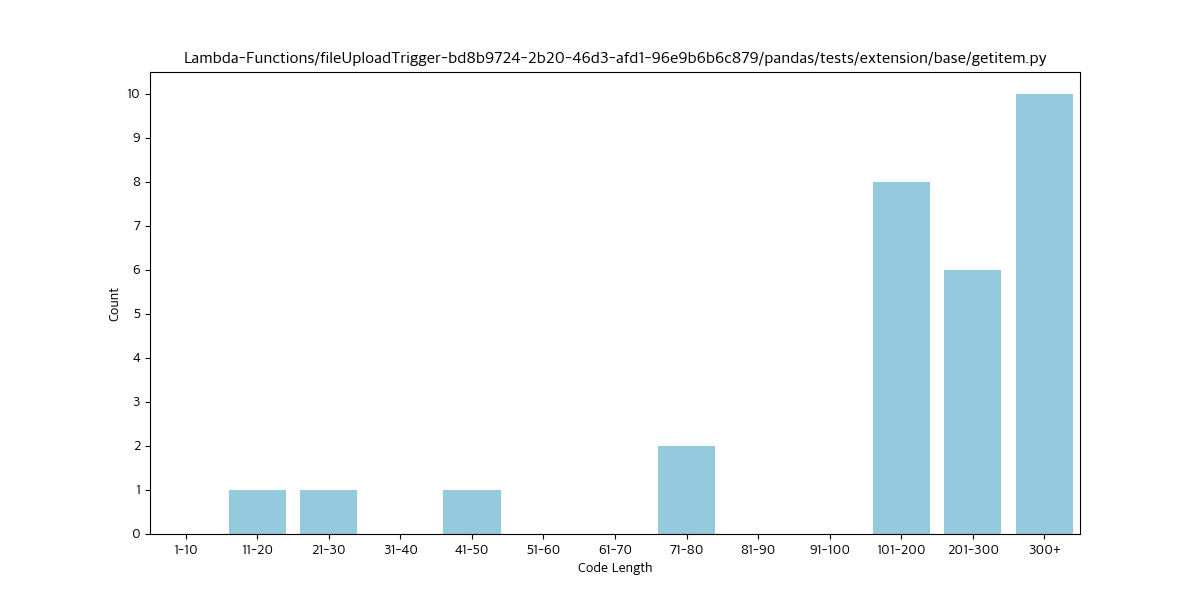 Lambda-Functions/fileUploadTrigger-bd8b9724-2b20-46d3-afd1-96e9b6b6c879/pandas/tests/extension/base/getitem.py
10
9
8
7
6
5
4
3
2
1
0
Count
1-10 11-20 21-30 31-40 41-50 51-60 61-70 71-80 81-90 91-100 101-200 201-300 300+
Code Length